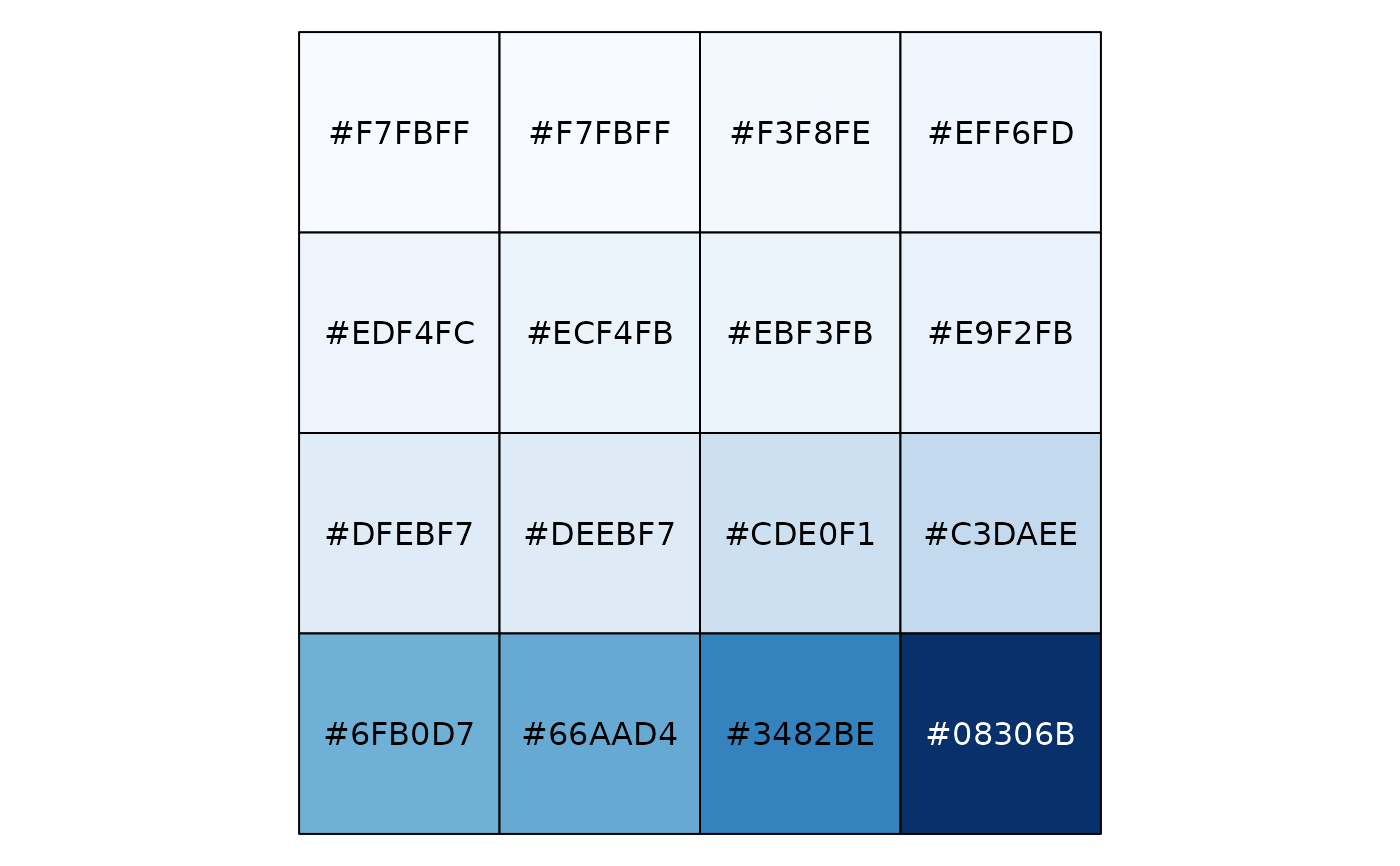 #F7FBFF #F7FBFF #F3F8FE #EFF6FD
#EDF4FC #ECF4FB #EBF3FB #E9F2FB
#DFEBF7 #DEEBF7 #CDE0F1 #C3DAEE
#6FB0D7 #66AAD4 #3482BE #08306B